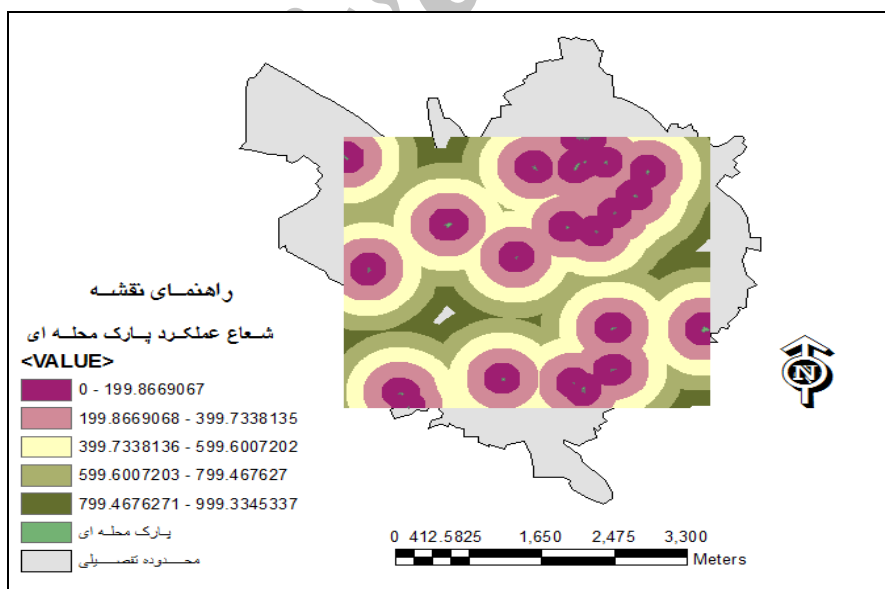 راهنمای نقشه
شعاع عملکرد پارک محله ای
<VALUE>
0 - 199.8669067
199.8669068 - 399.7338135
399.7338136 - 599.6007202
599.6007203 - 799.467627
799.4676271 - 999.3345337
پارک محله ای
محدوده تفصیلی
N
0 412.5825 1,650 2,475 3,300
Meters